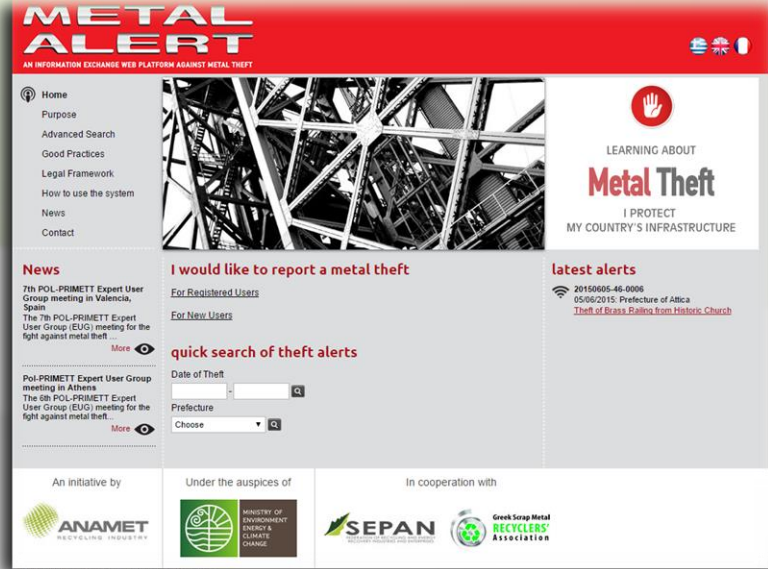 METAL
ALERT
AN INFORMATION EXCHANGE WEB PLATFORM AGAINST METAL THEFT
Home
Purpose
Advanced Search
Good Practices
Legal Framework
How to use the system
News
Contact
LEARNING ABOUT
Metal Theft
I PROTECT
MY COUNTRY'S INFRASTRUCTURE
News
7th POL-PRIMETT Expert User
Group meeting in Valencia,
Spain
The 7th POL-PRIMETT Expert
User Group (EUG) meeting for the
fight against metal theft ...
More
Pol-PRIMETT Expert User Group
meeting in Athens
The 6th POL-PRIMETT Expert
User Group (EUG) meeting for the
fight against metal theft...
More
I would like to report a metal theft
For Registered Users
For New Users
quick search of theft alerts
Date of Theft
-
Prefecture
Choose
latest alerts
20150605-46-0006
05/06/2015: Prefecture of Attica
Theft of Brass Railing from Historic Church
An initiative by
ANAMET
RECYCLING INDUSTRY
Under the auspices of
MINISTRY OF
ENVIRONMENT
ENERGY &
CLIMATE
CHANGE
In cooperation with
SEPAN
Greek Scrap Metal
RECYCLERS'
Association